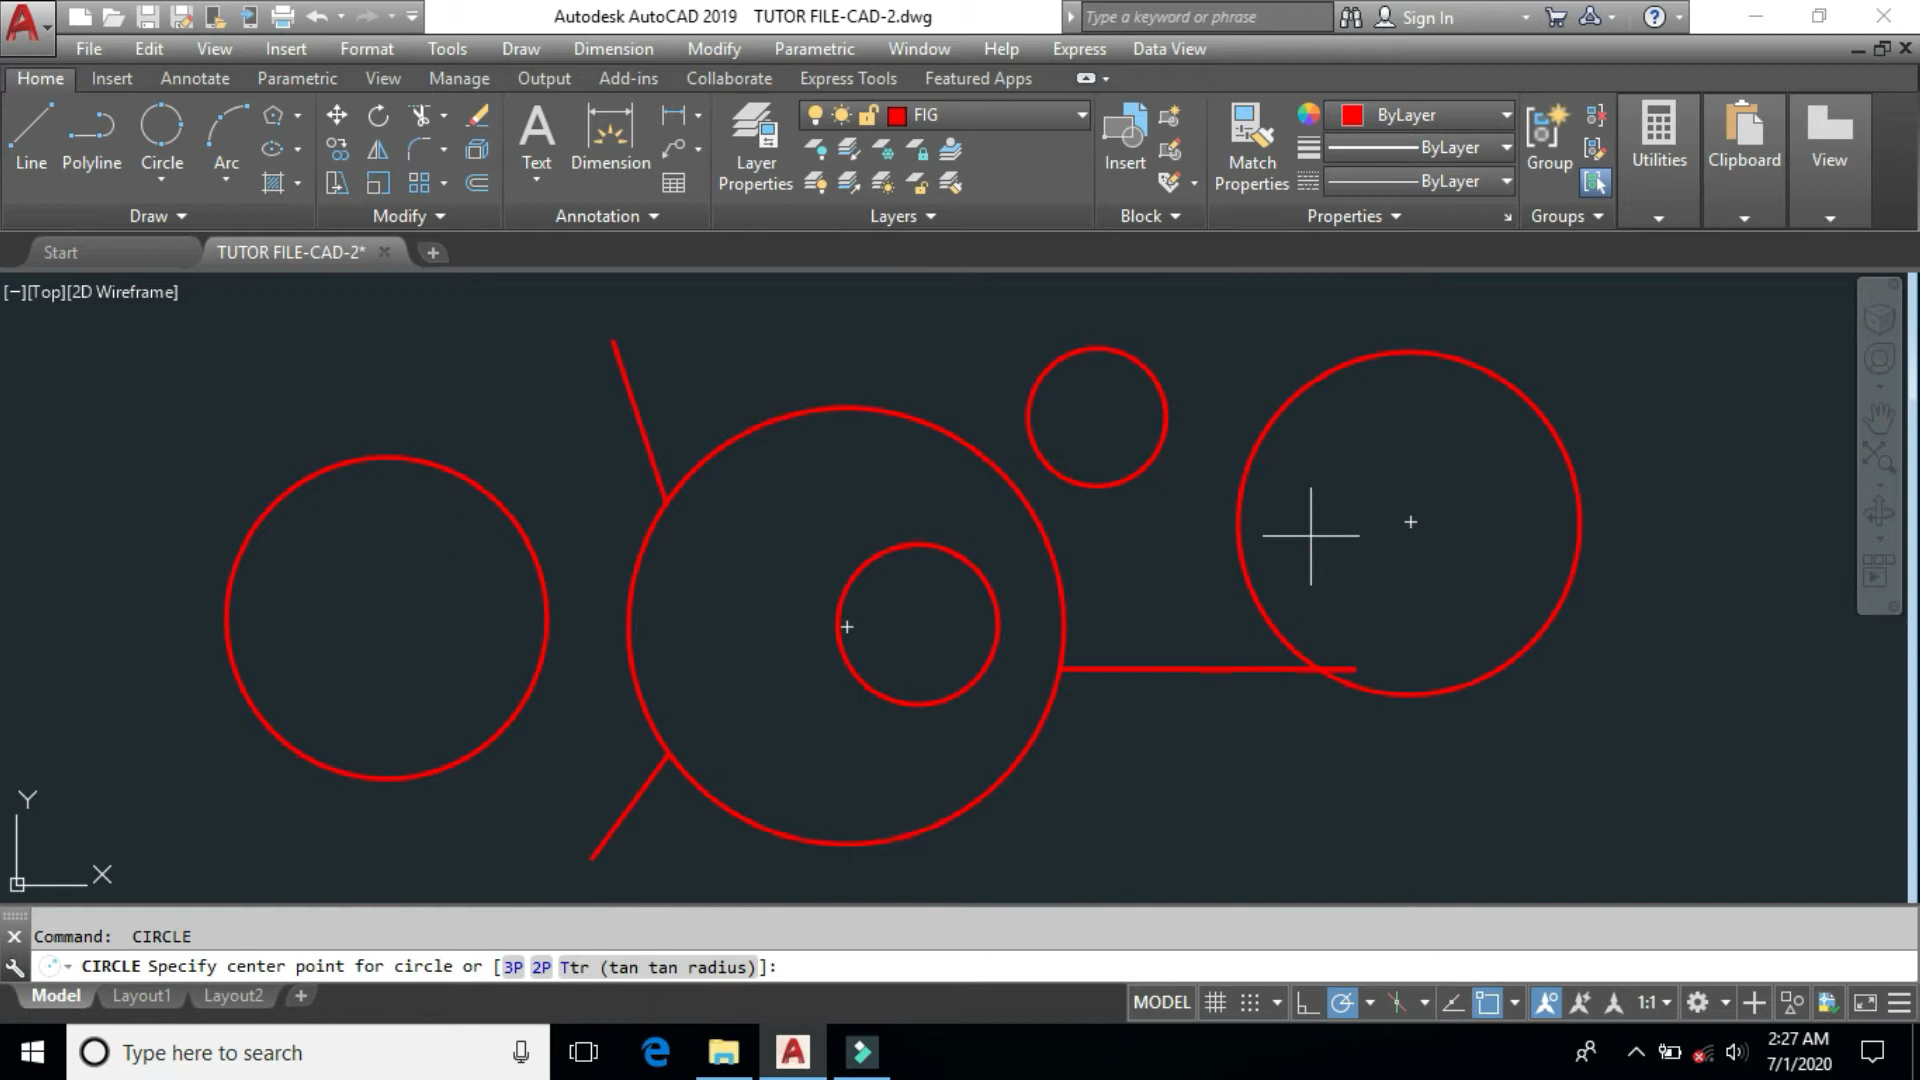 Autodesk AutoCAD 2019 TUTOR FILE-CAD-2.dwg
Type a keyword or phrase
Sign In
File Edit View Insert Format Tools Draw Dimension Modify Parametric Window Help Express Data View
Home Insert Annotate Parametric View Manage Output Add-ins Collaborate Express Tools Featured Apps
FIG
ByLayer
ByLayer
ByLayer
Line Polyline Circle Arc
Text Dimension
Layer
Properties
Insert
Match
Properties
Group
Utilities Clipboard View
Draw Modify Annotation Layers Block Properties Groups
Start TUTOR FILE-CAD-2*
[−][Top][2D Wireframe]
Y
X
Command: CIRCLE
CIRCLE Specify center point for circle or [3P 2P Ttr (tan tan radius)]:
Model Layout1 Layout2
MODEL
1:1
Type here to search
2:27 AM
7/1/2020